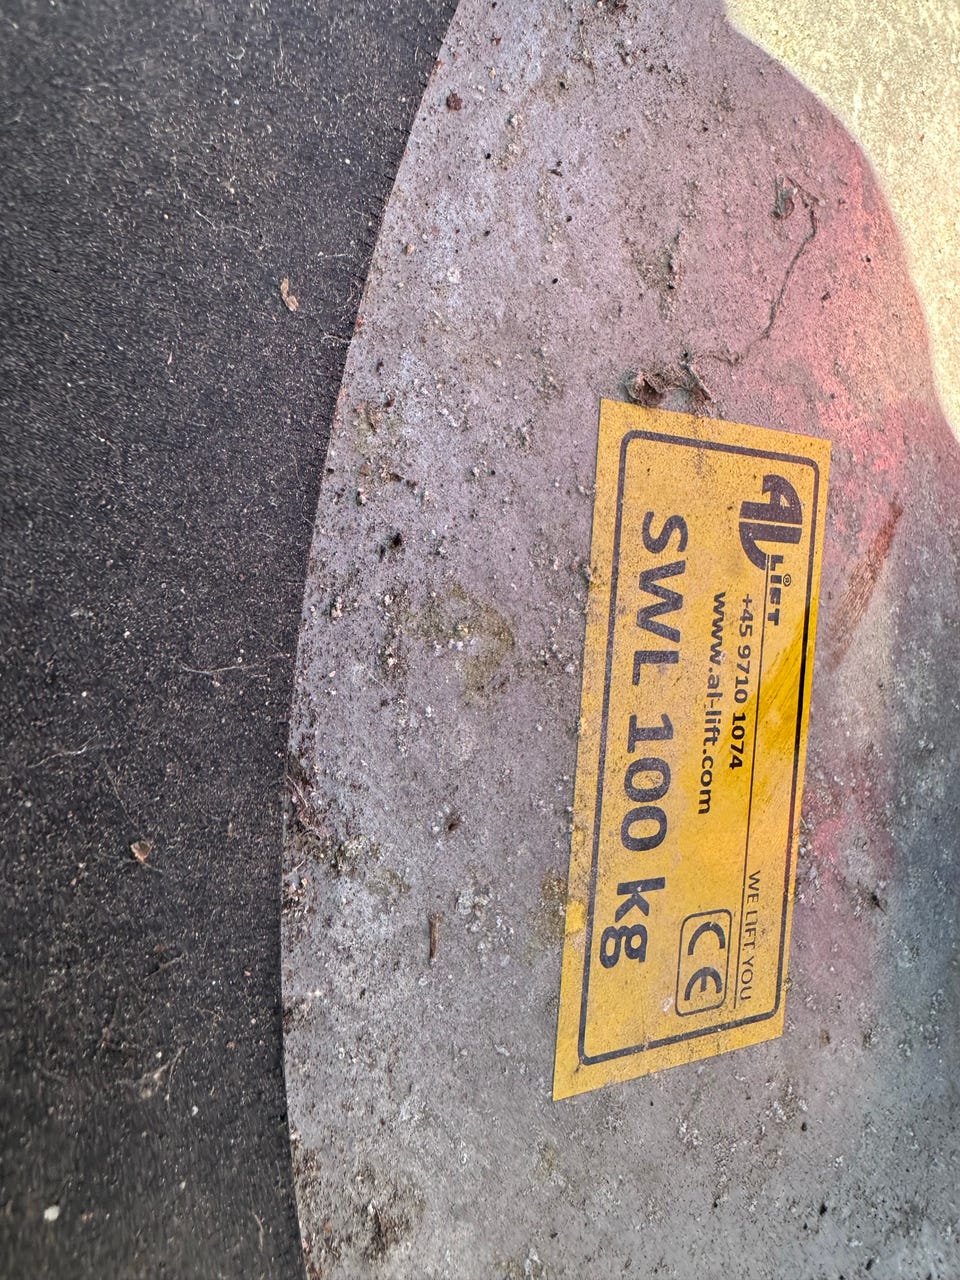 AL LiFT®
WE LIFT YOU
+45 9710 1074
www.al-lift.com
CE
SWL 100 kg